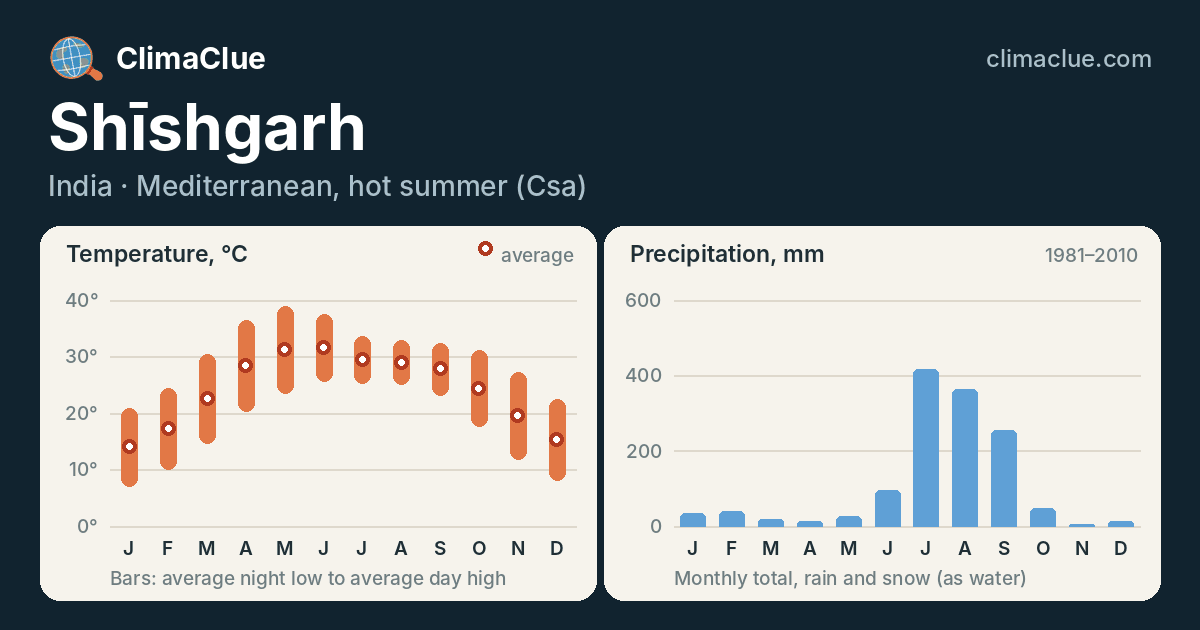 ClimaClue
climaclue.com
Shīshgarh
India · Mediterranean, hot summer (Csa)
Temperature, °C
average
40°
30°
20°
10°
0°
J F M A M J J A S O N D
Bars: average night low to average day high
Precipitation, mm
1981–2010
600
400
200
0
J F M A M J J A S O N D
Monthly total, rain and snow (as water)